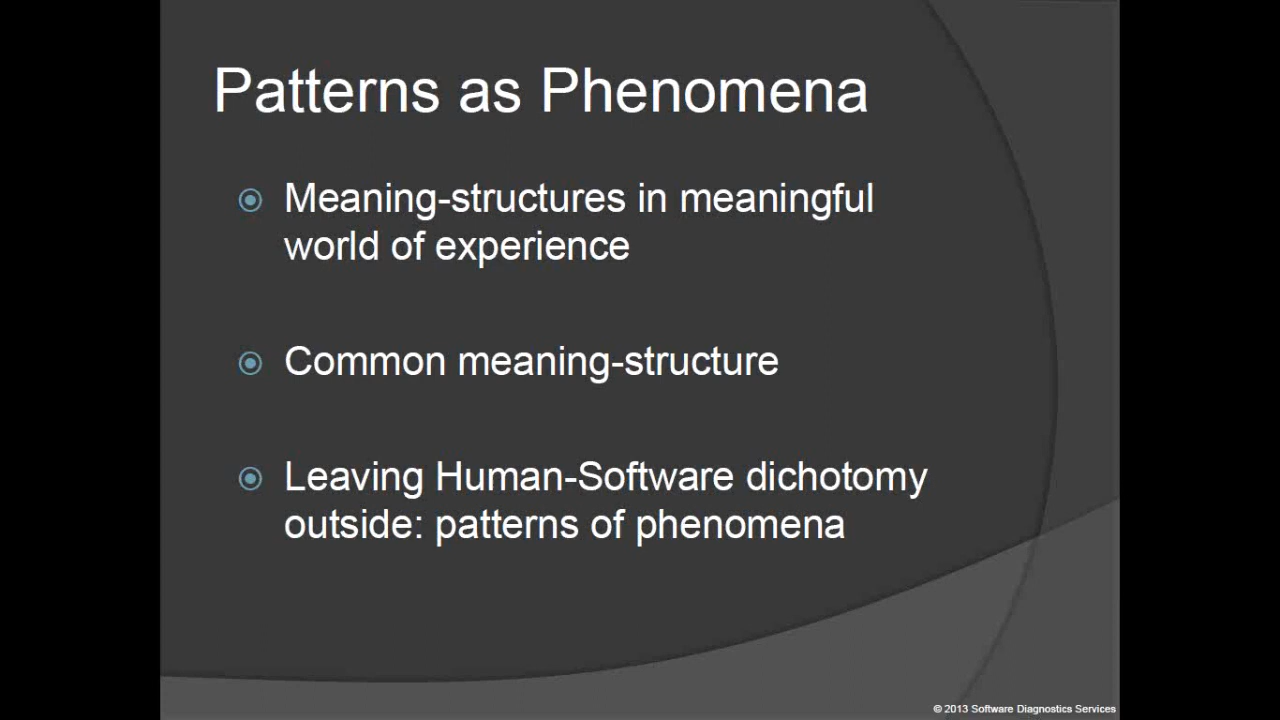 Patterns as Phenomena
Meaning-structures in meaningful
world of experience
Common meaning-structure
Leaving Human-Software dichotomy
outside: patterns of phenomena
© 2013 Software Diagnostics Services